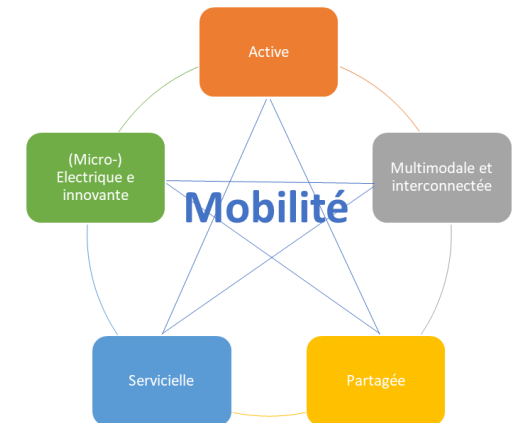 Active
(Micro-)
Electrique e
innovante
Multimodale et
interconnectée
Mobilité
Servicielle
Partagée